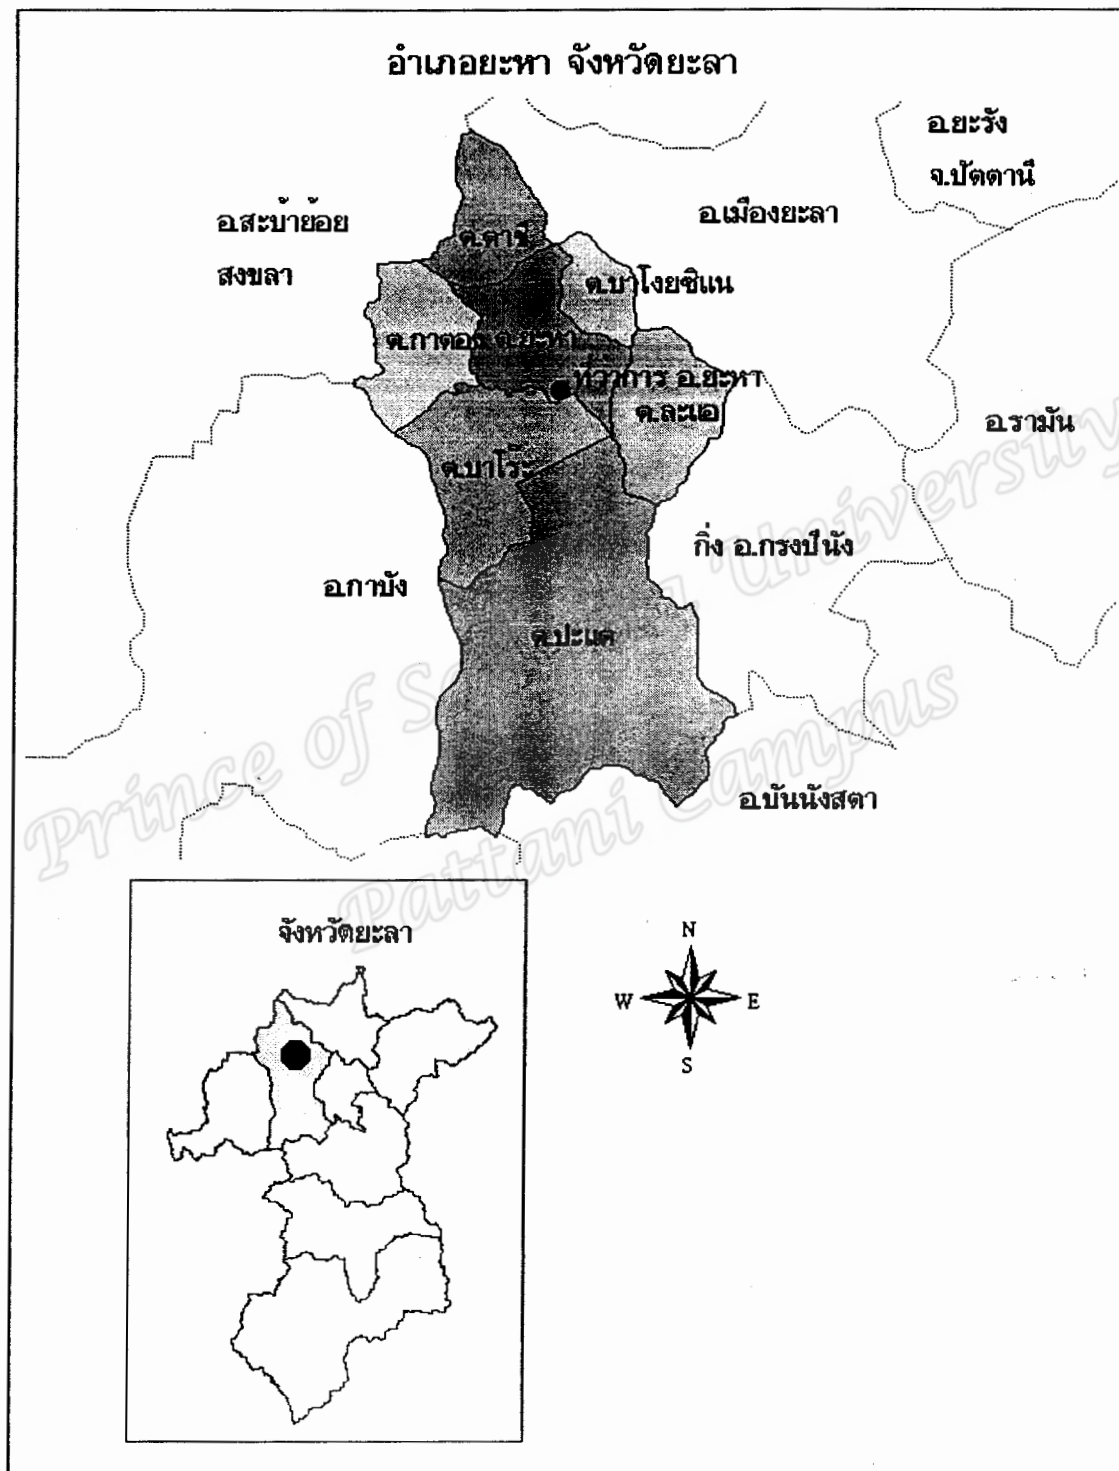 อำเภอยะหา จังหวัดยะลา
อ.ยะรัง
จ.ปัตตานี
อ.สะบ้าย้อย
สงขลา
อ.เมืองยะลา
ต.ตาชี
ต.บาโงยซิแน
ต.กาตอง
ต.ยะหา
ที่ว่าการ อ.ยะหา
ต.ละแอ
อ.รามัน
ต.บาโร๊ะ
กิ่ง อ.กรงปินัง
อ.กาบัง
ต.ปะแต
อ.บันนังสตา
Prince of University
Pattani Campus
จังหวัดยะลา
N
W E
S